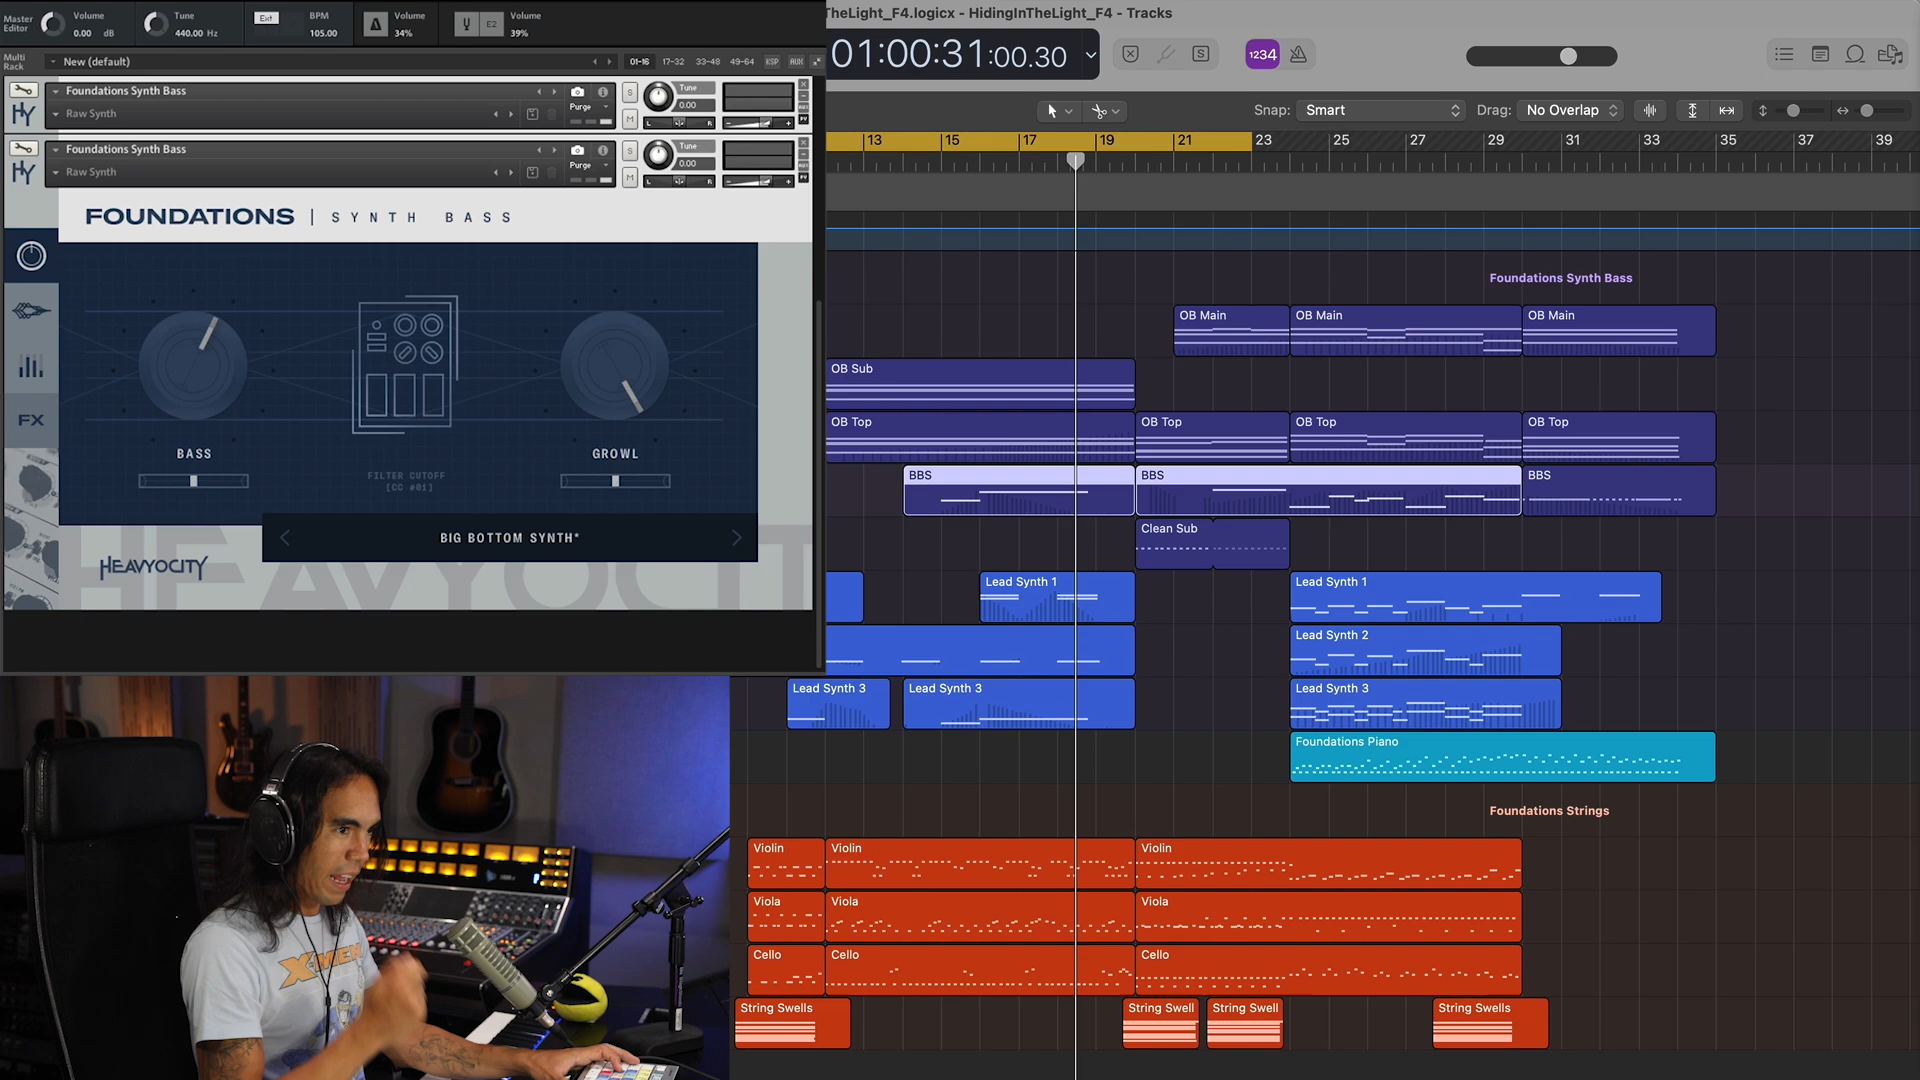 Master
Editor
Volume
0.00 dB
Tune
440.00 Hz
Ext
BPM
105.00
Volume
34%
E2
Volume
39%
Multi
Rack
New (default)
01-16
17-32
33-48
49-64
KSP
AUX
Foundations Synth Bass
Raw Synth
Purge
S
M
Tune
0.00
L
R
Foundations Synth Bass
Raw Synth
Purge
S
M
Tune
0.00
L
R
FOUNDATIONS | SYNTH BASS
FX
BASS
FILTER CUTOFF
[CC #01]
GROWL
BIG BOTTOM SYNTH*
HEAVYOCITY
HEAVYOCIT
TheLight_F4.logicx - HidingInTheLight_F4 - Tracks
01:00:31:00.30
S
1234
Snap: Smart
Drag: No Overlap
13 15 17 19 21 23 25 27 29 31 33 35 37 39
Foundations Synth Bass
OB Main
OB Main
OB Main
OB Sub
OB Top
OB Top
OB Top
OB Top
BBS
BBS
BBS
Clean Sub
Lead Synth 1
Lead Synth 1
Lead Synth 2
Lead Synth 3
Lead Synth 3
Lead Synth 3
Foundations Piano
Foundations Strings
Violin
Violin
Violin
Viola
Viola
Viola
Cello
Cello
Cello
String Swells
String Swell
String Swell
String Swells
X-MEN